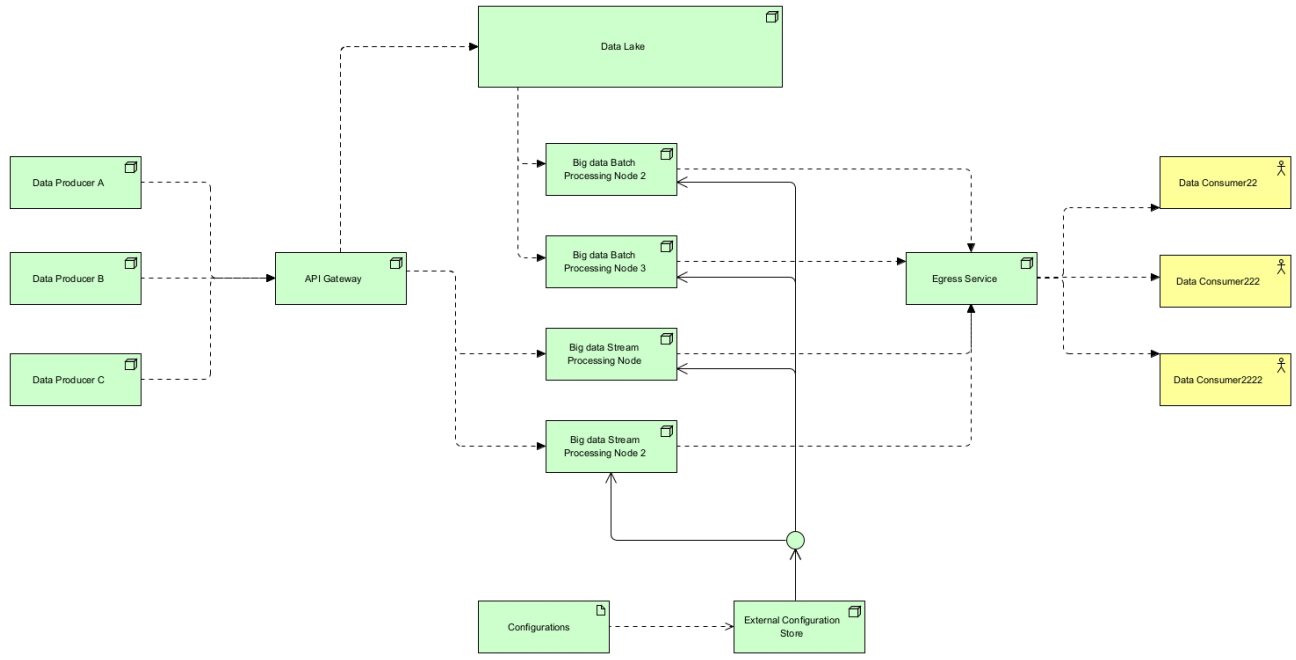 Data Lake
Big data Batch
Processing Node 2
Data Producer A
Data Consumer22
Big data Batch
Processing Node 3
Data Producer B
API Gateway
Egress Service
Data Consumer222
Big data Stream
Processing Node
Data Producer C
Data Consumer2222
Big data Stream
Processing Node 2
Configurations
External Configuration
Store